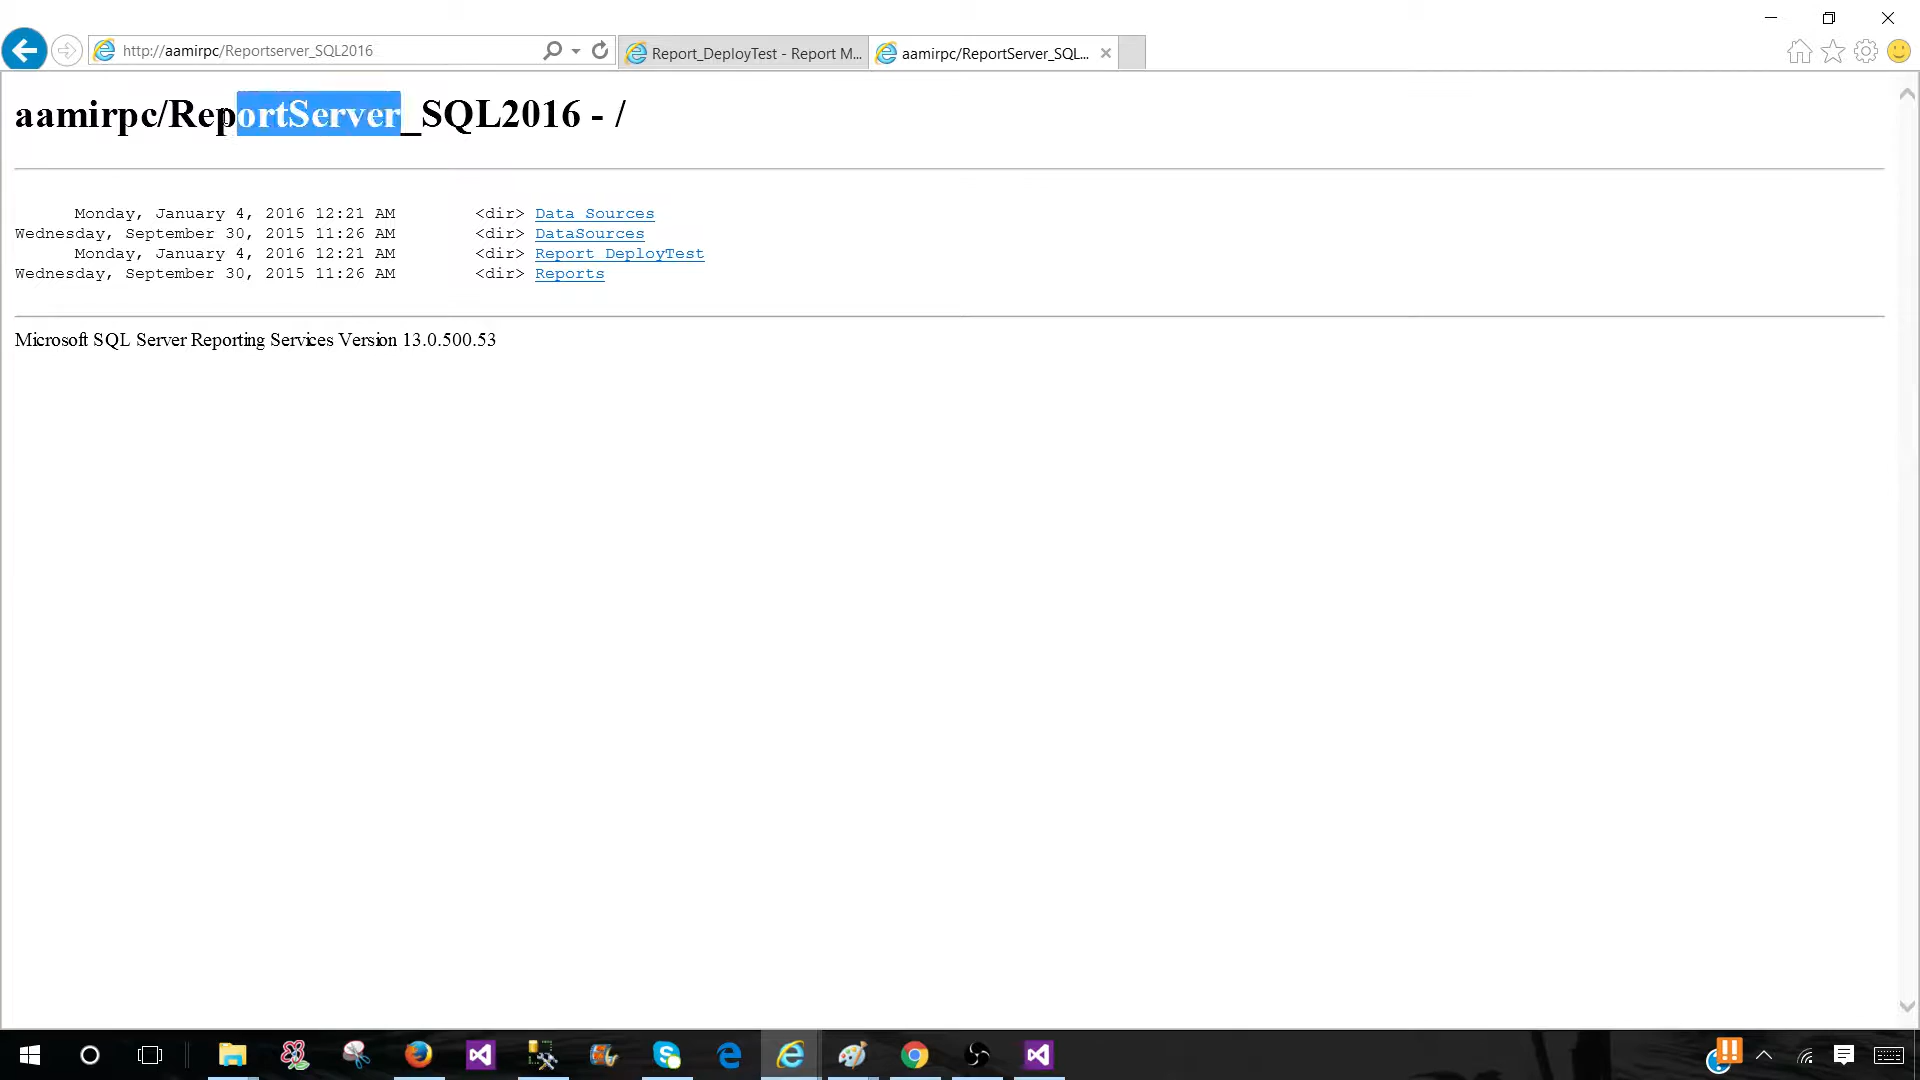 http://aamirpc/Reportserver_SQL2016
Report_DeployTest - Report M...
aamirpc/ReportServer_SQL...
aamirpc/ReportServer_SQL2016 - /
Monday, January 4, 2016 12:21 AM <dir> Data Sources
Wednesday, September 30, 2015 11:26 AM <dir> DataSources
Monday, January 4, 2016 12:21 AM <dir> Report_DeployTest
Wednesday, September 30, 2015 11:26 AM <dir> Reports
Microsoft SQL Server Reporting Services Version 13.0.500.53